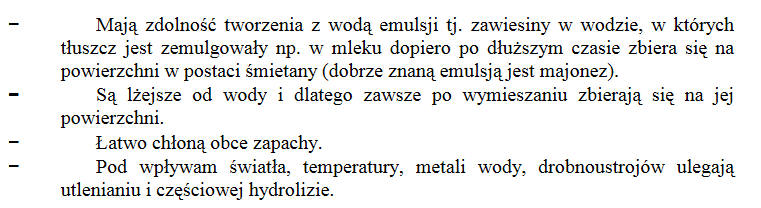 – Mają zdolność tworzenia z wodą emulsji tj. zawiesiny w wodzie, w których
tłuszcz jest zemulgowały np. w mleku dopiero po dłuższym czasie zbiera się na
powierzchni w postaci śmietany (dobrze znaną emulsją jest majonez).
– Są lżejsze od wody i dlatego zawsze po wymieszaniu zbierają się na jej
powierzchni.
– Łatwo chłoną obce zapachy.
– Pod wpływam światła, temperatury, metali wody, drobnoustrojów ulegają
utlenianiu i częściowej hydrolizie.